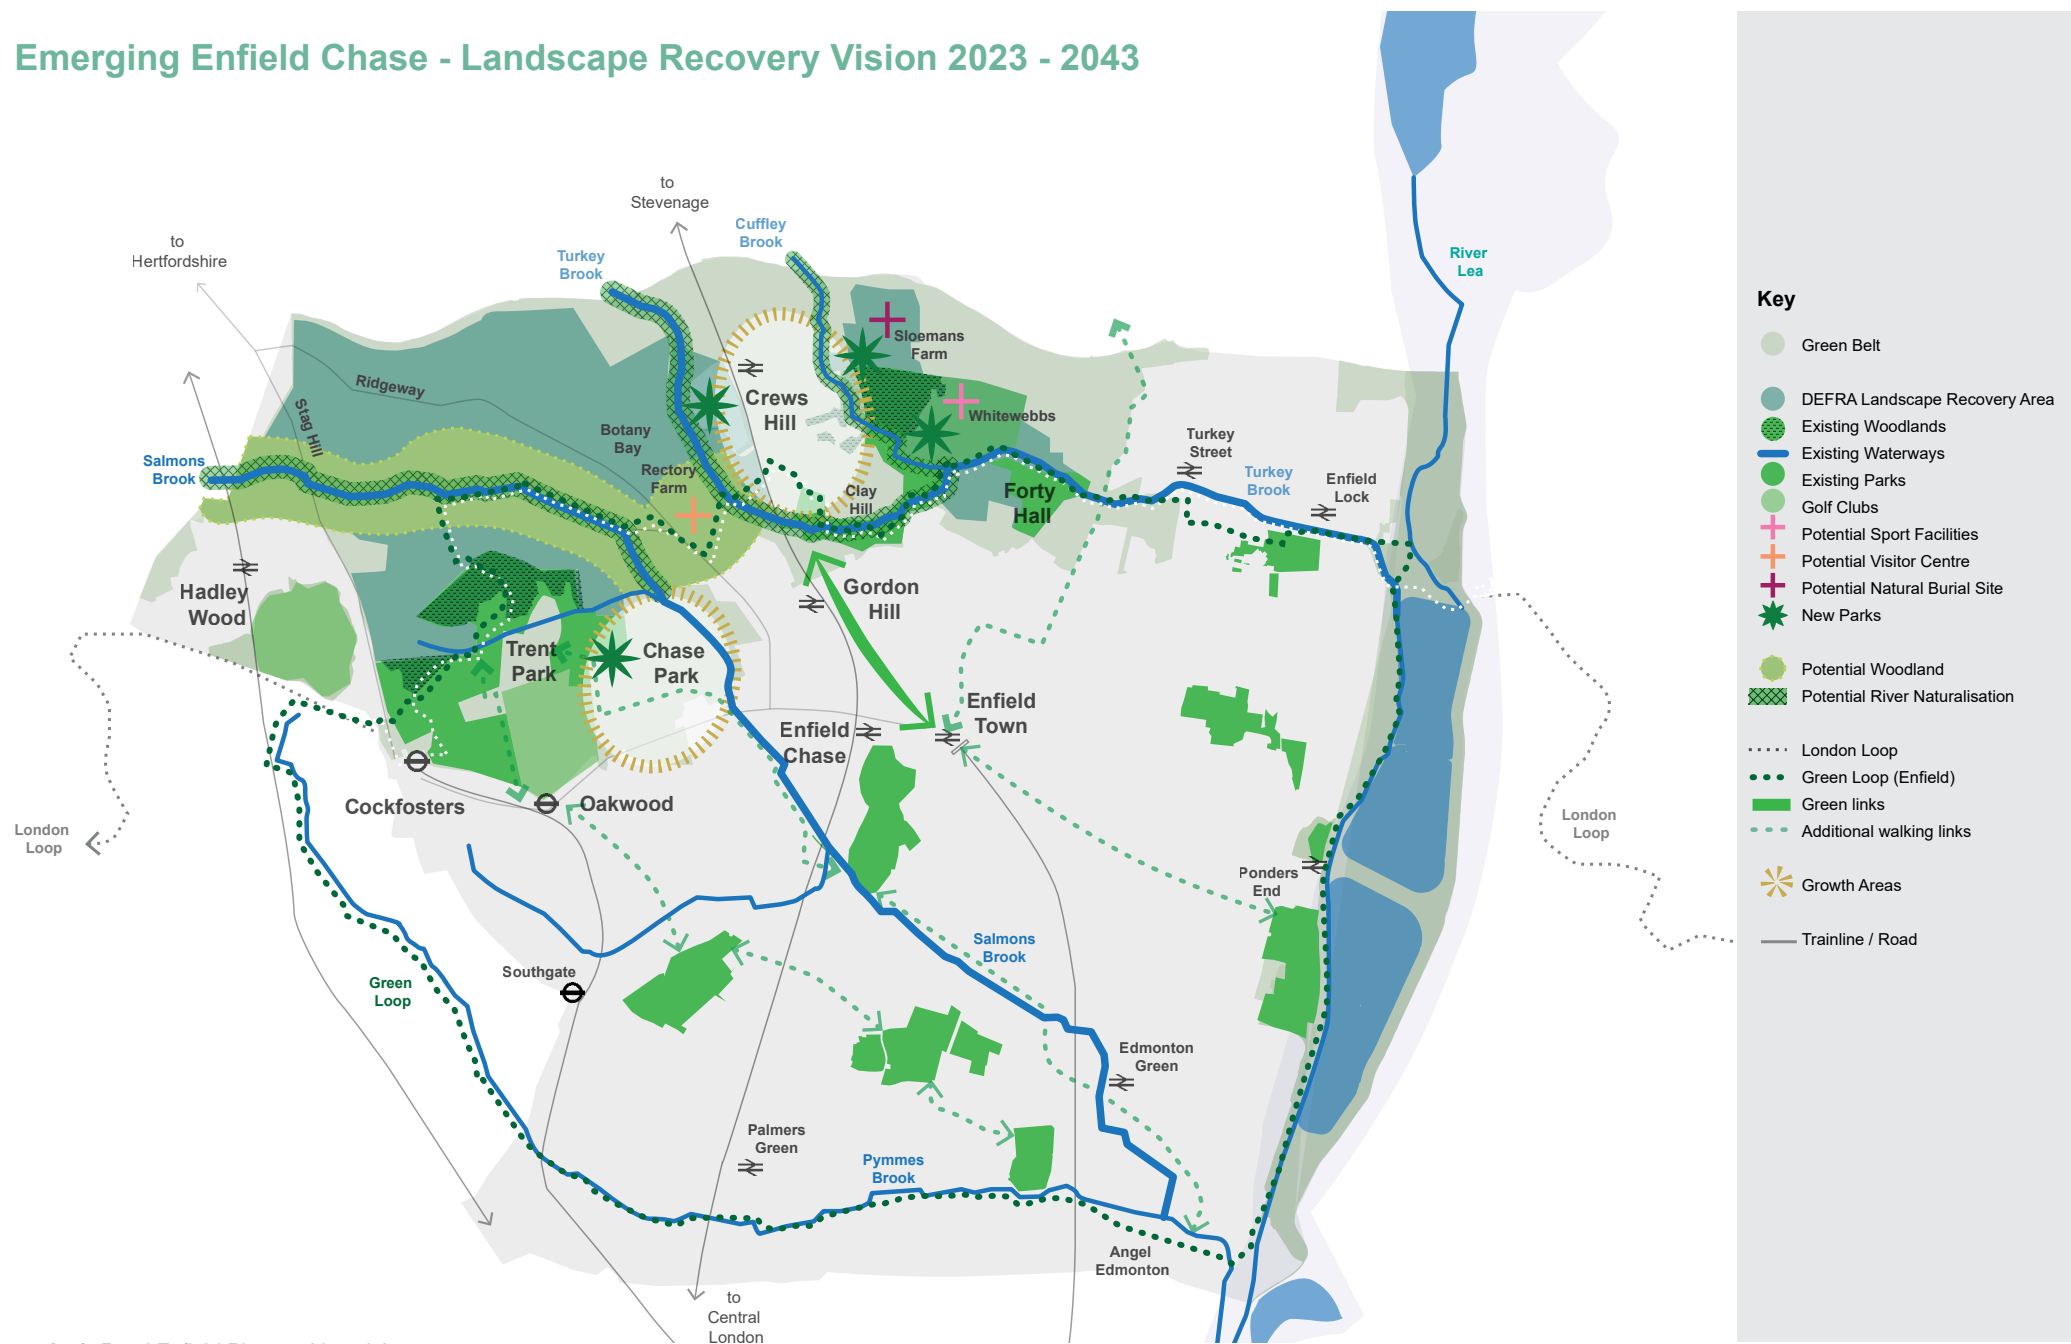 Emerging Enfield Chase - Landscape Recovery Vision 2023 - 2043
to
Stevenage
Cuffley
Brook
to
Hertfordshire
Turkey
Brook
River
Lea
Sloemans
Farm
Ridgeway
Stag Hill
Crews
Hill
Whitewebbs
Botany
Bay
Rectory
Farm
Salmons
Brook
Turkey
Street
Turkey
Brook
Enfield
Lock
Clay
Hill
Forty
Hall
Hadley
Wood
Gordon
Hill
Trent
Park
Chase
Park
Enfield
Town
Enfield
Chase
Cockfosters
Oakwood
London
Loop
London
Loop
Ponders
End
Salmons
Brook
Southgate
Green
Loop
Edmonton
Green
Palmers
Green
Pymmes
Brook
Angel
Edmonton
to
Central
London
Key
Green Belt
DEFRA Landscape Recovery Area
Existing Woodlands
Existing Waterways
Existing Parks
Golf Clubs
Potential Sport Facilities
Potential Visitor Centre
Potential Natural Burial Site
New Parks
Potential Woodland
Potential River Naturalisation
London Loop
Green Loop (Enfield)
Green links
Additional walking links
Growth Areas
Trainline / Road